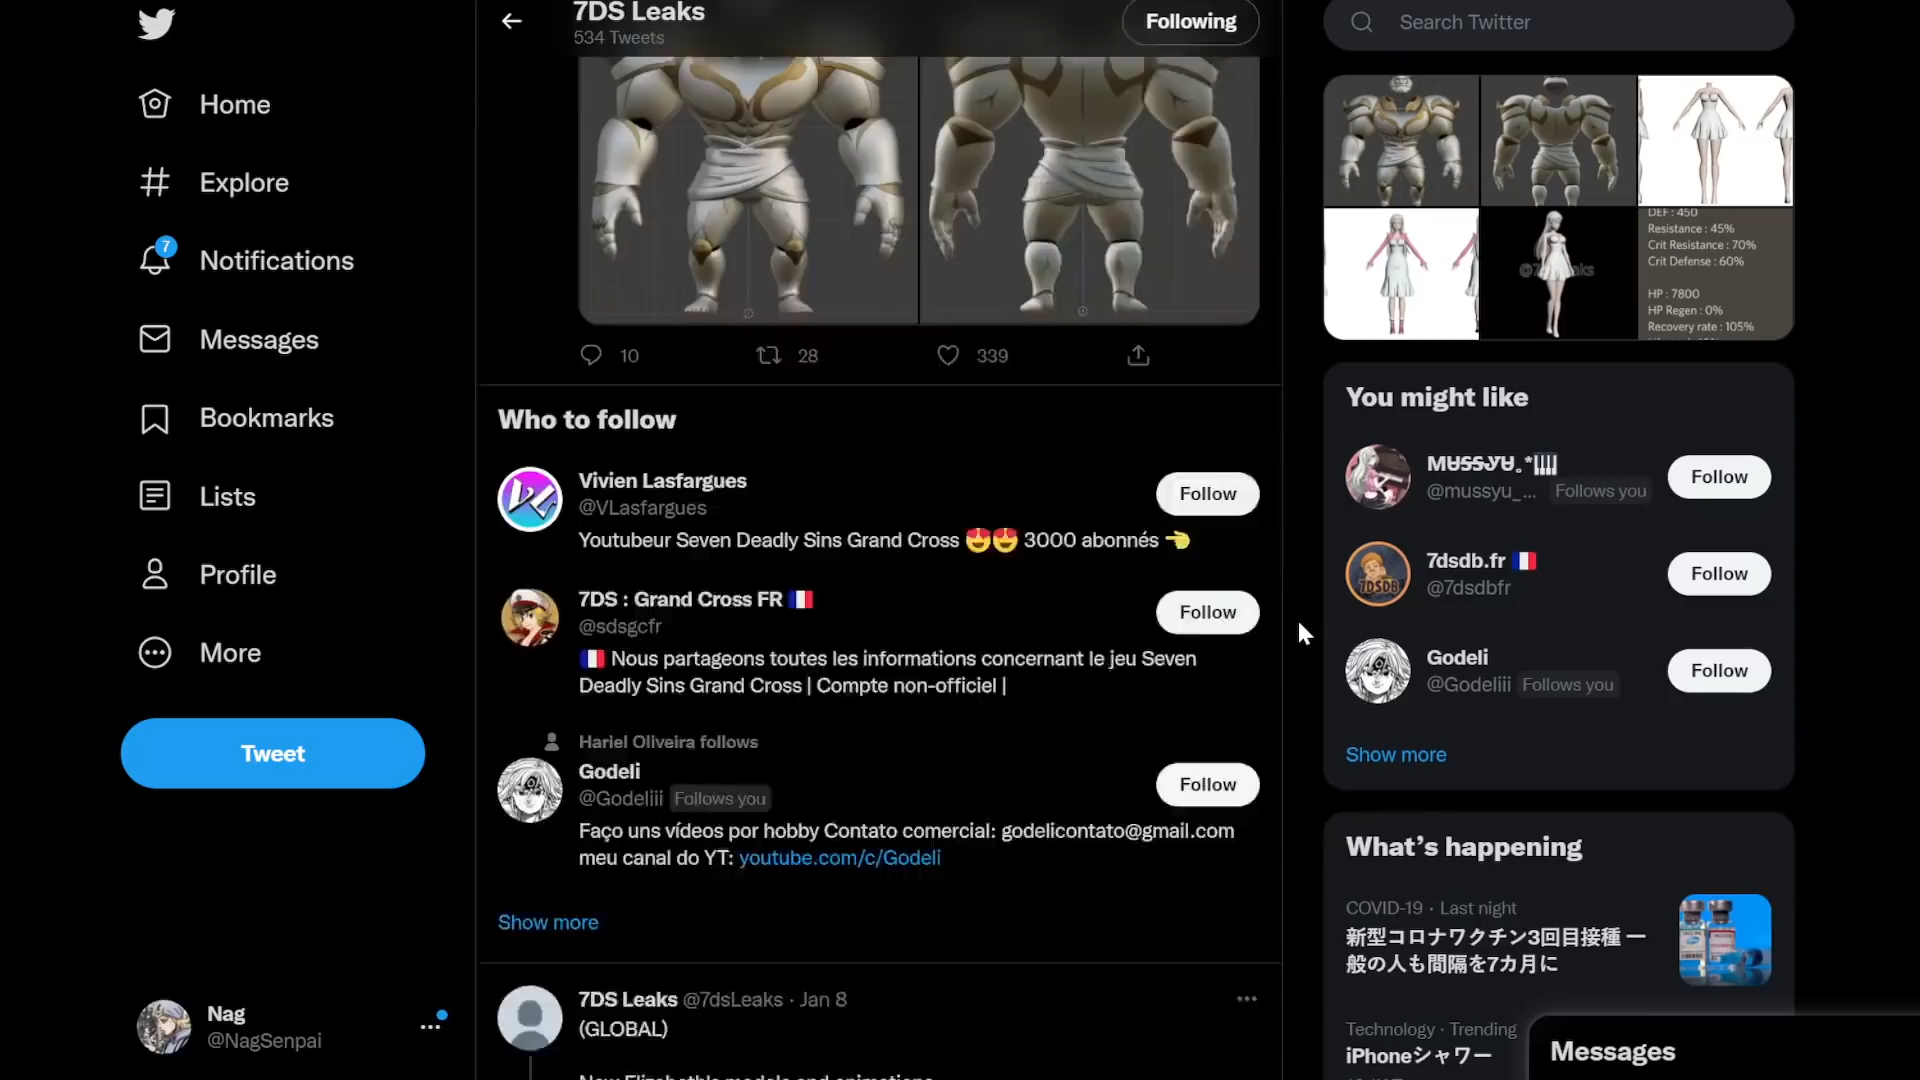 7DS Leaks
534 Tweets
Following
Search Twitter
Home
Explore
7
Notifications
Messages
Bookmarks
Lists
Profile
More
Tweet
Nag
@NagSenpai
10
28
339
Who to follow
Vivien Lasfargues
@VLasfargues
Follow
Youtubeur Seven Deadly Sins Grand Cross 😍😍 3000 abonnés 👈
7DS : Grand Cross FR 🇫🇷
@sdsgcfr
Follow
🇫🇷 Nous partageons toutes les informations concernant le jeu Seven
Deadly Sins Grand Cross | Compte non-officiel |
Hariel Oliveira follows
Godeli
@Godeliii Follows you
Follow
Faço uns vídeos por hobby Contato comercial: godelicontato@gmail.com
meu canal do YT: youtube.com/c/Godeli
Show more
7DS Leaks @7dsLeaks · Jan 8
(GLOBAL)
New Elizabeth's models and animations
DEF : 450
Resistance : 45%
Crit Resistance : 70%
Crit Defense : 60%
HP : 7800
HP Regen : 0%
Recovery rate : 105%
You might like
@mussyu_... Follows you
Follow
7dsdb.fr 🇫🇷
@7dsdbfr
Follow
7DSDB
Godeli
@Godeliii Follows you
Follow
Show more
What's happening
COVID-19 · Last night
新型コロナワクチン3回目接種 一
般の人も間隔を7カ月に
Technology · Trending
iPhoneシャワー
Messages